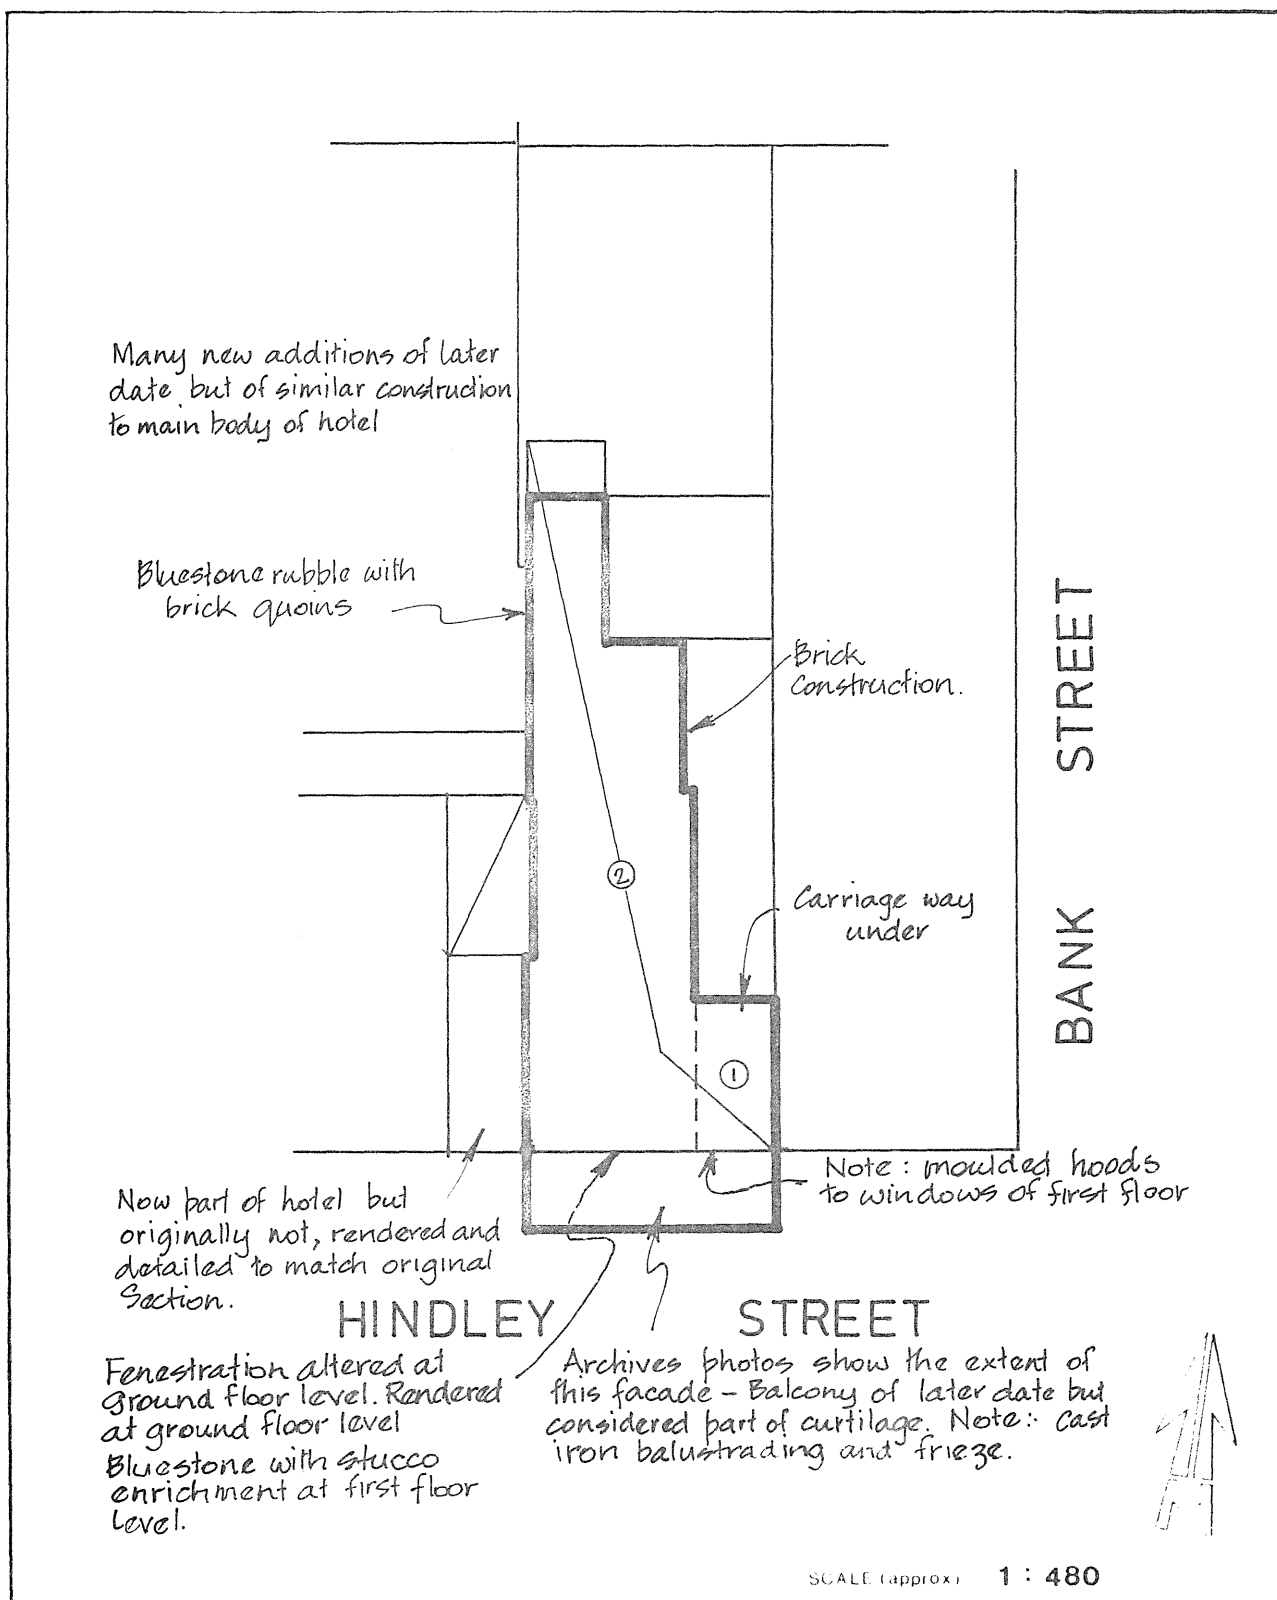 Many new additions of later
date but of similar construction
to main body of hotel
Bluestone rubble with
brick quoins
Brick
Construction.
STREET
BANK
2
Carriage way
under
1
Note: moulded hoods
to windows of first floor
Now part of hotel but
originally not, rendered and
detailed to match original
Section.
HINDLEY STREET
Fenestration altered at
ground floor level. Rendered
at ground floor level
Bluestone with stucco
enrichment at first floor
level.
Archives photos show the extent of
this facade – Balcony of later date but
considered part of curtilage. Note:- Cast
iron balustrading and frieze.
SCALE (approx) 1 : 480